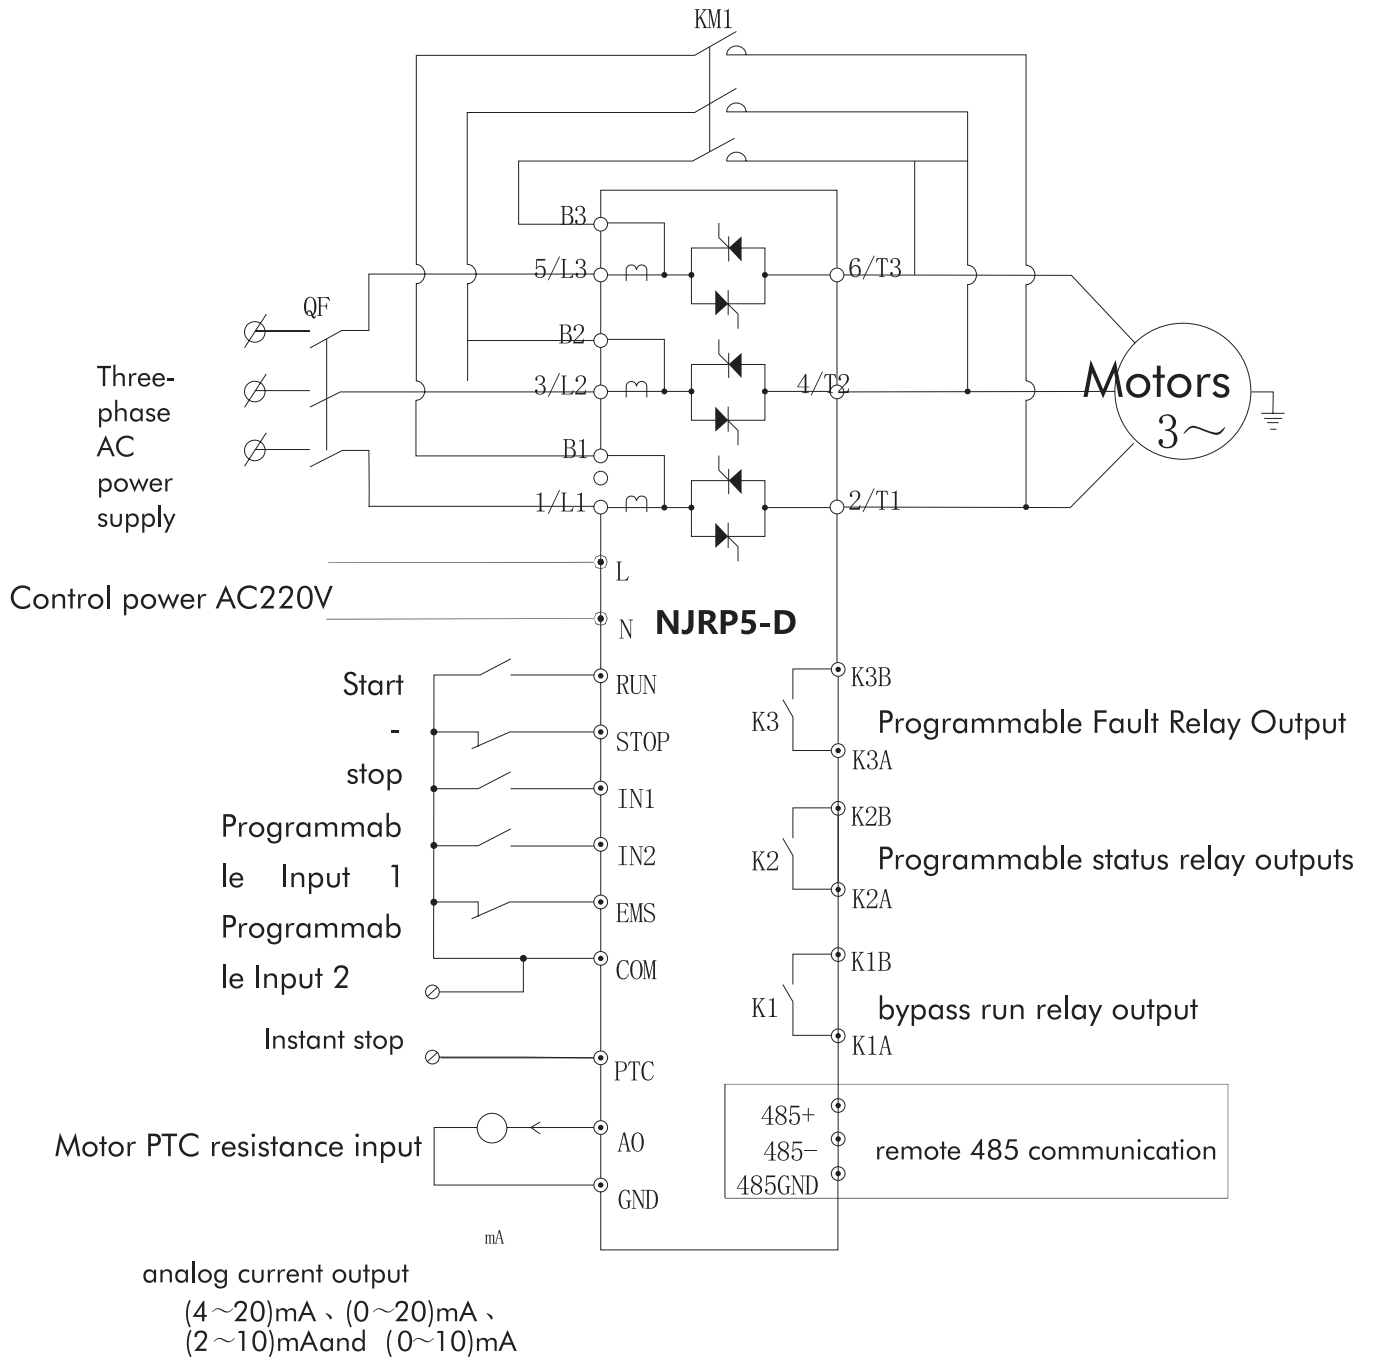 KM1
B3
5/L3
6/T3
QF
B2
3/L2
4/T2
Motors
3～
Three-
phase
AC
power
supply
B1
1/L1
2/T1
L
Control power AC220V
N
NJRP5-D
Start
-
stop
RUN
STOP
K3B
K3
Programmable Fault Relay Output
K3A
IN1
Programmab
le Input 1
IN2
K2B
K2
Programmable status relay outputs
K2A
EMS
Programmab
le Input 2
COM
K1B
K1
bypass run relay output
K1A
Instant stop
PTC
485+
485-
485GND
remote 485 communication
Motor PTC resistance input
AO
GND
mA
analog current output
(4～20)mA 、(0～20)mA 、
(2～10)mAand (0～10)mA